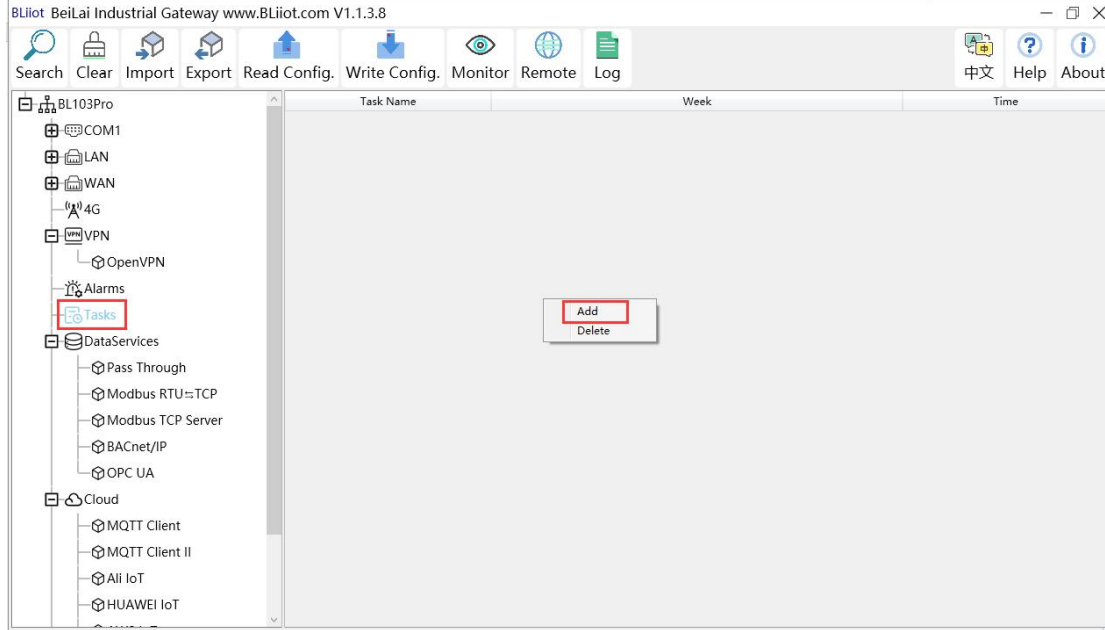 BLiiot BeiLai Industrial Gateway www.BLiiot.com V1.1.3.8
Search Clear Import Export Read Config. Write Config. Monitor Remote Log 中文 Help About
BL103Pro
Task Name Week Time
COM1
LAN
WAN
4G
VPN
OpenVPN
Alarms
Tasks
Add
Delete
DataServices
Pass Through
Modbus RTU⇆TCP
Modbus TCP Server
BACnet/IP
OPC UA
Cloud
MQTT Client
MQTT Client II
Ali IoT
HUAWEI IoT